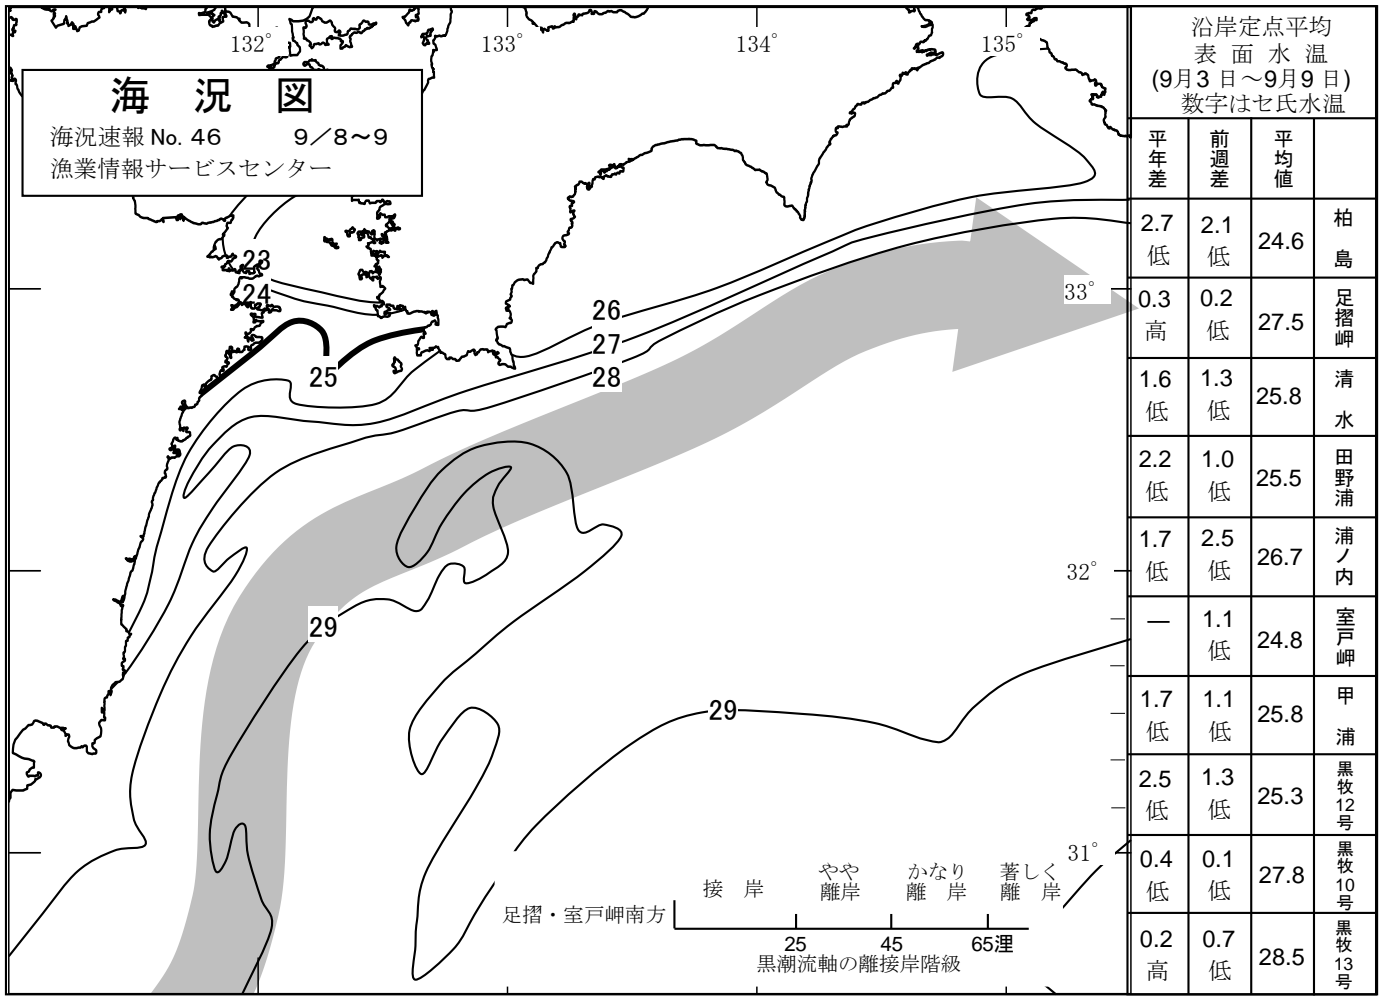 132°
133°
134°
135°
海 況 図
海況速報 No. 46 9／8～9
漁業情報サービスセンター
23
24
25
26
27
28
29
29
33°
32°
31°
接 岸
やや
離岸
かなり
離 岸
著しく
離 岸
足摺・室戸岬南方
25 45 65浬
黒潮流軸の離接岸階級
沿岸定点平均
表 面 水 温
(9月3 日～9月9 日)
数字はセ氏水温
平年差 前週差 平均値
2.7低 2.1低 24.6 柏島
0.3高 0.2低 27.5 足摺岬
1.6低 1.3低 25.8 清水
2.2低 1.0低 25.5 田野浦
1.7低 2.5低 26.7 浦ノ内
— 1.1低 24.8 室戸岬
1.7低 1.1低 25.8 甲浦
2.5低 1.3低 25.3 黒牧12号
0.4低 0.1低 27.8 黒牧10号
0.2高 0.7低 28.5 黒牧13号